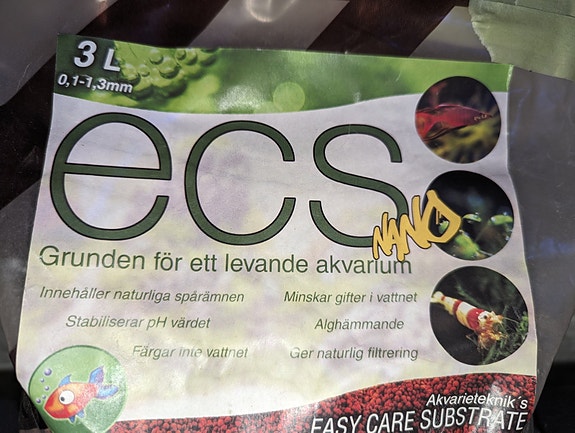 3 L
0,1-1,3mm
ecs
NANO
Grunden för ett levande akvarium
Innehåller naturliga spårämnen
Minskar gifter i vattnet
Stabiliserar pH värdet
Alghämmande
Färgar inte vattnet
Ger naturlig filtrering
Akvarieteknik´s
EASY CARE SUBSTRATE